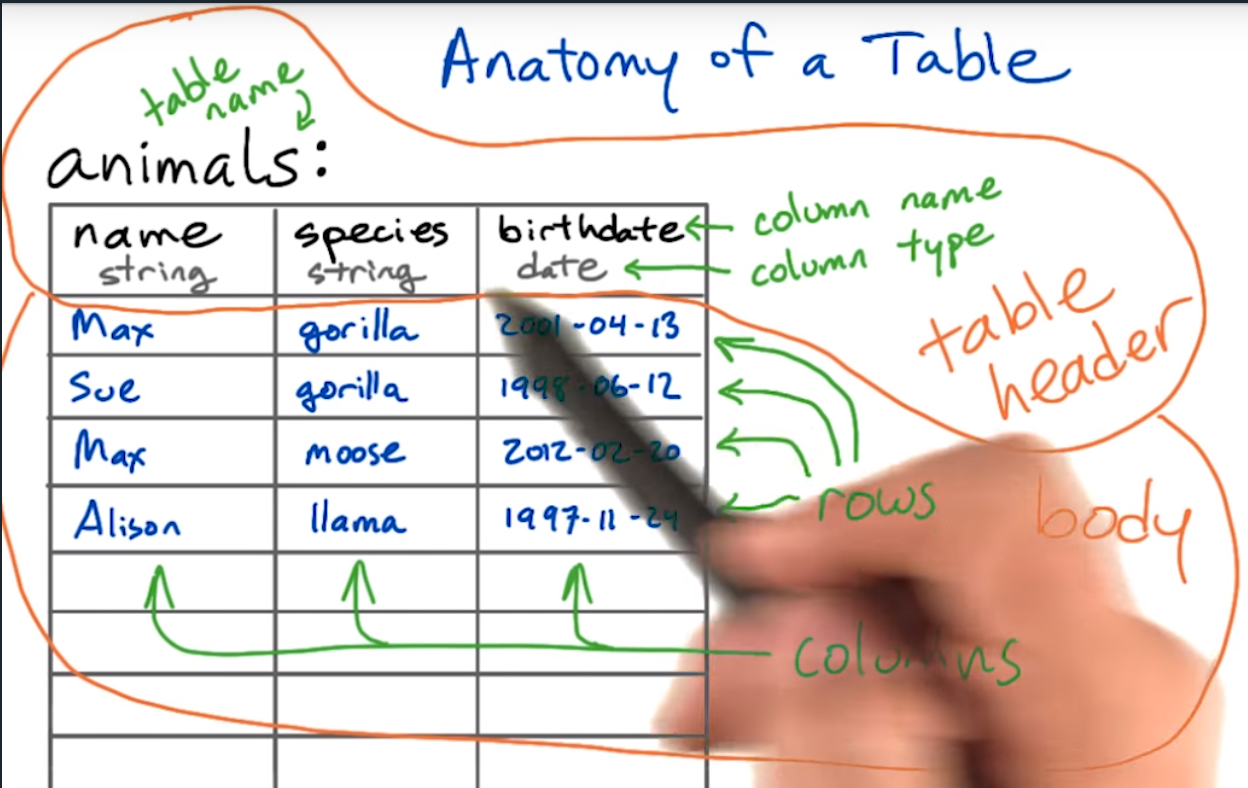 Anatomy of a Table
table
name
animals:
name species birthdate
string string date
column name
column type
table
header
Max gorilla 2001-04-13
Sue gorilla 1998-06-12
Max moose 2012-02-20
Alison llama 1997-11-24
rows
body
columns